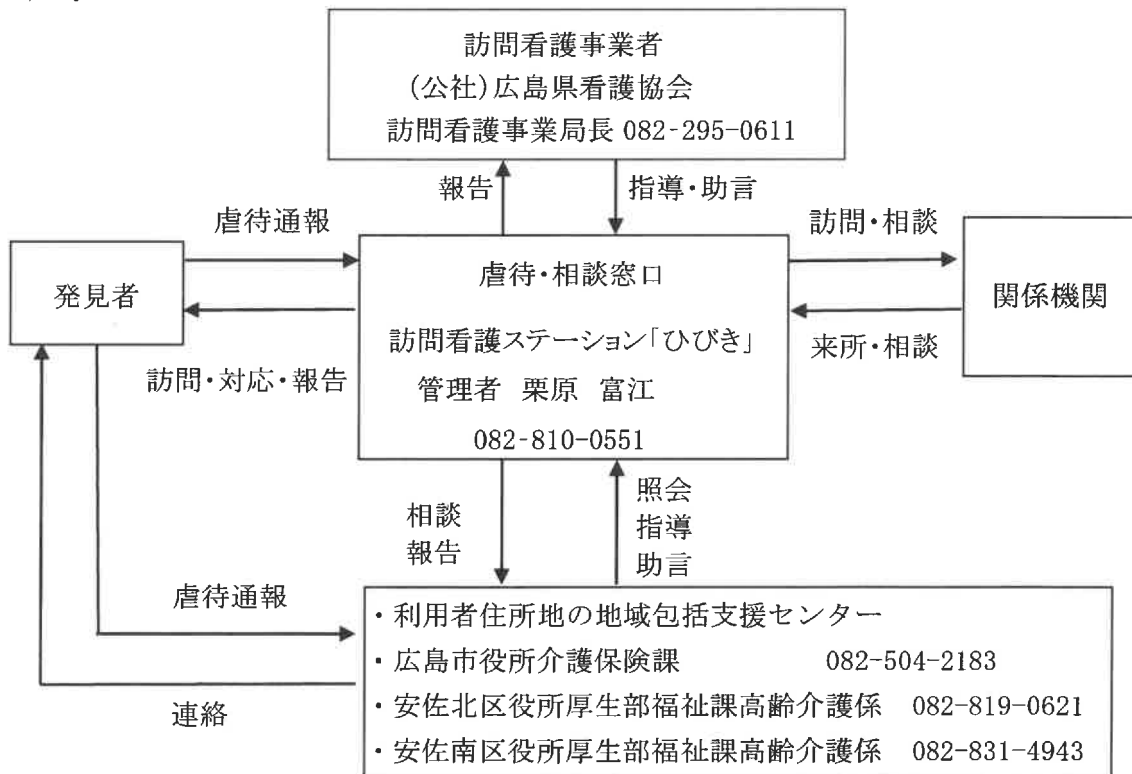 訪問看護事業者
(公社)広島県看護協会
訪問看護事業局長 082-295-0611
報告
指導・助言
虐待通報
訪問・相談
発見者
虐待・相談窓口
訪問看護ステーション「ひびき」
管理者 栗原 富江
082-810-0551
関係機関
訪問・対応・報告
来所・相談
相談
報告
照会
指導
助言
虐待通報
連絡
・利用者住所地の地域包括支援センター
・広島市役所介護保険課 082-504-2183
・安佐北区役所厚生部福祉課高齢介護係 082-819-0621
・安佐南区役所厚生部福祉課高齢介護係 082-831-4943